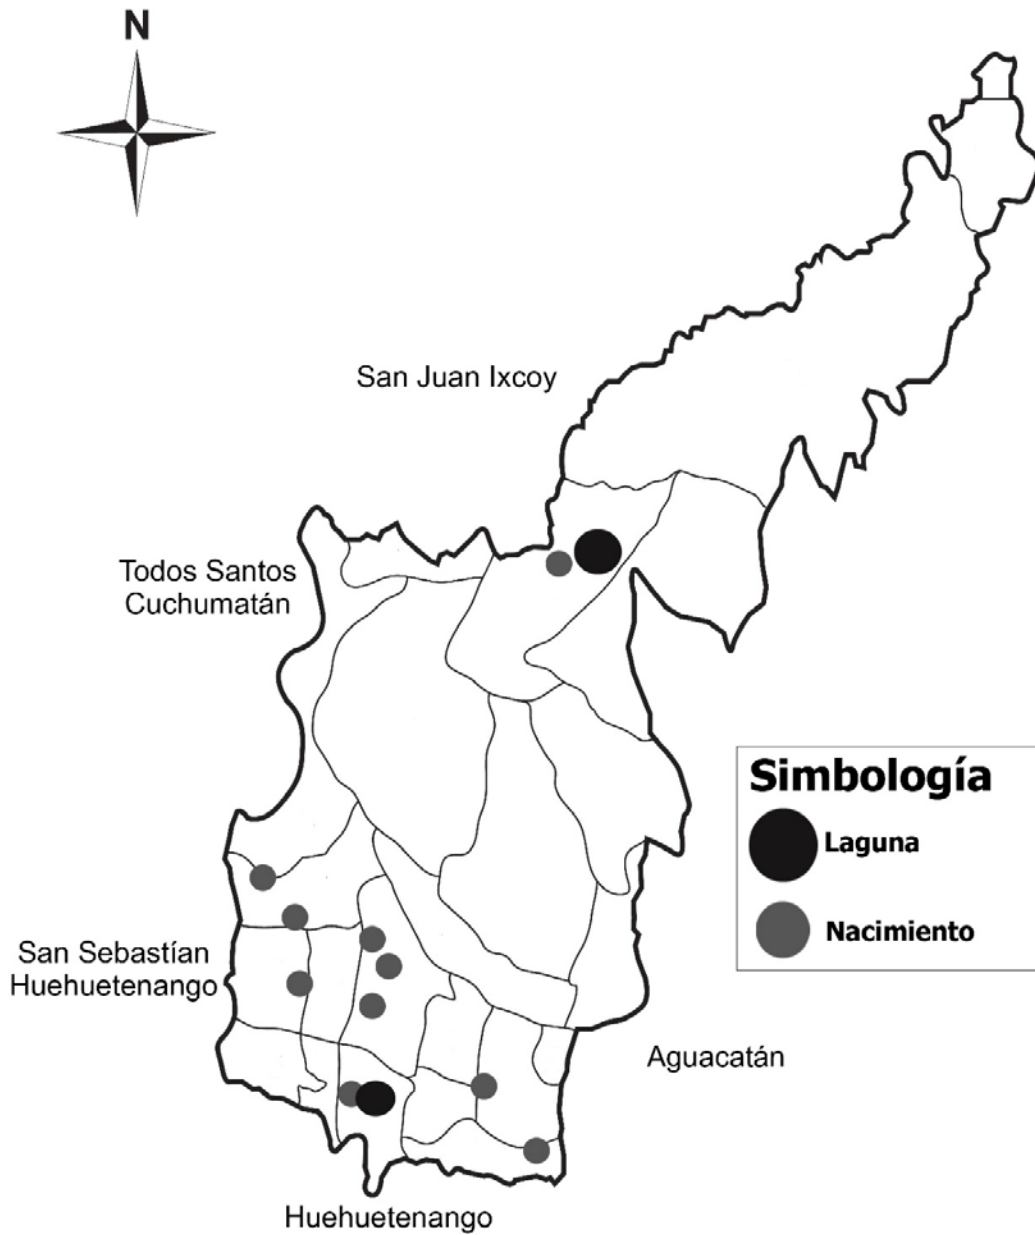 N
San Juan Ixcoy
Todos Santos
Cuchumatán
Simbología
Laguna
Nacimiento
San Sebastían
Huehuetenango
Aguacatán
Huehuetenango